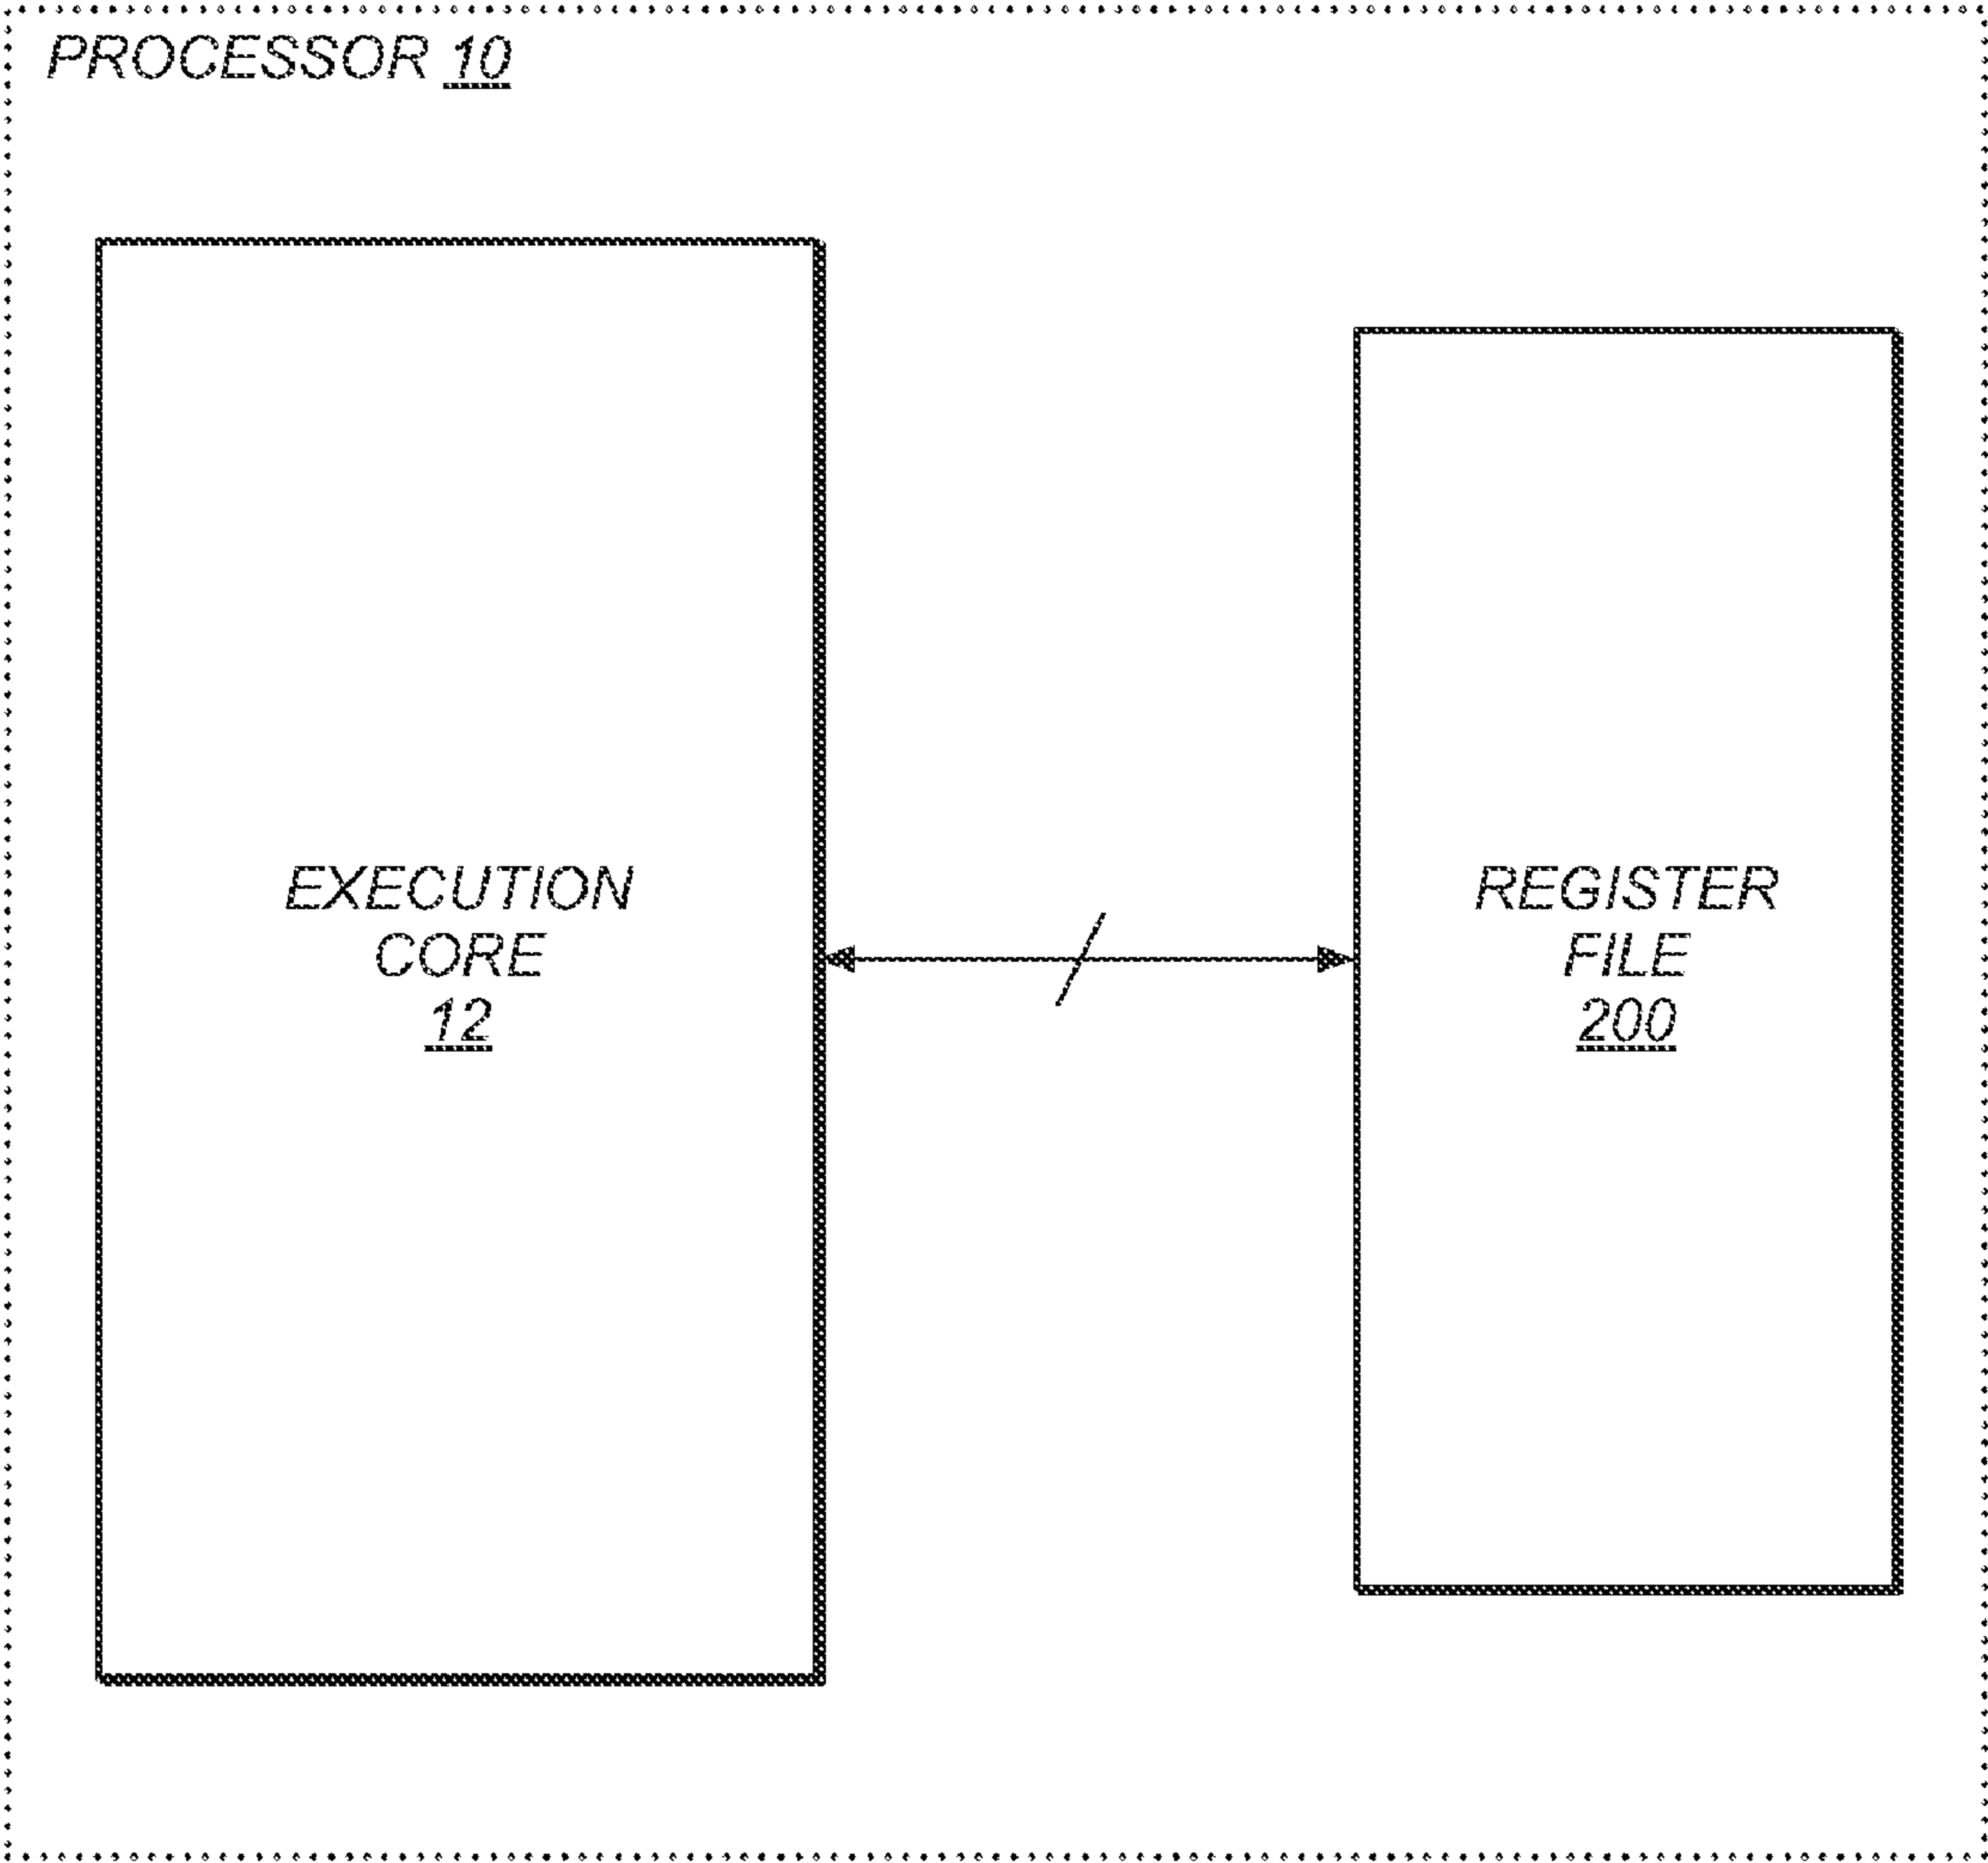 PROCESSOR 10
EXECUTION
CORE
12
REGISTER
FILE
200